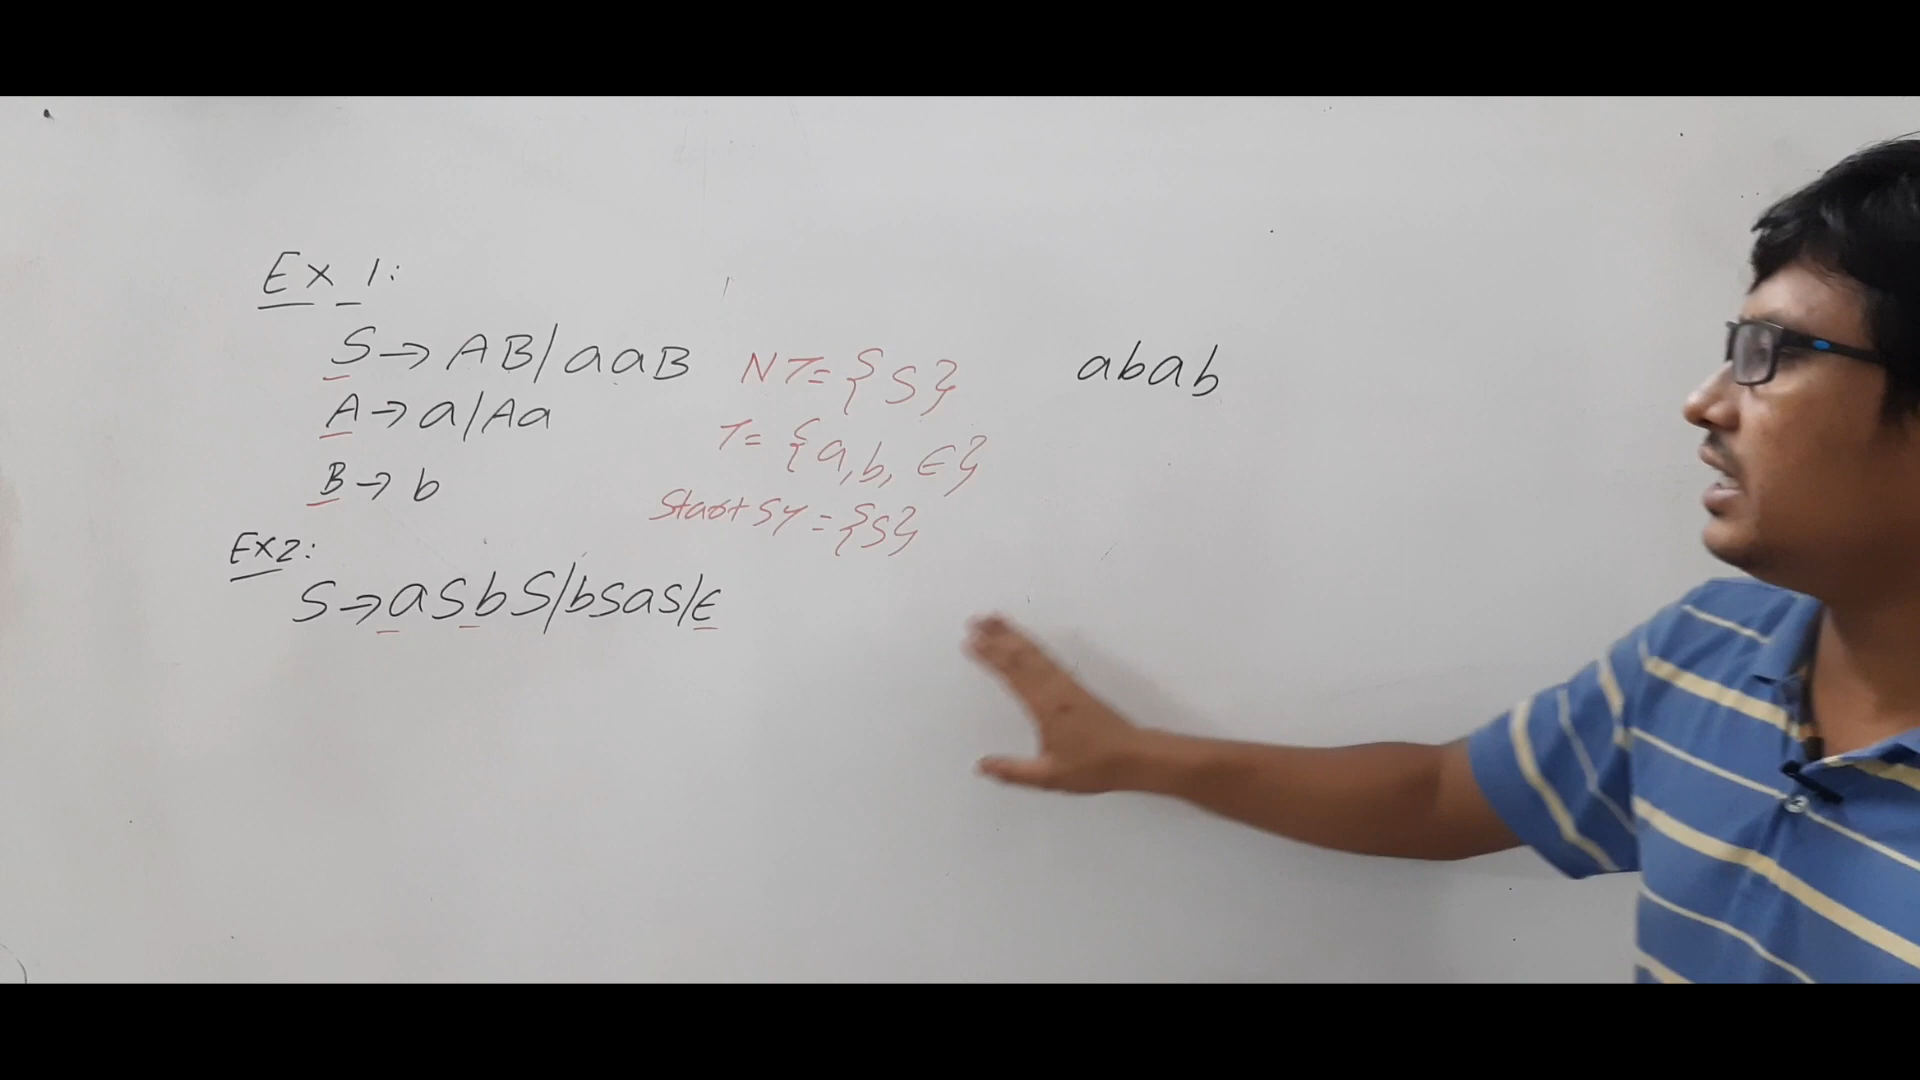 Ex 1:
S → AB/aaB
A → a/Aa
B → b
NT = {S}
T = {a, b, ∈}
Start Sy = {S}
abab
EX2:
S → aSbS/bSaS/∈